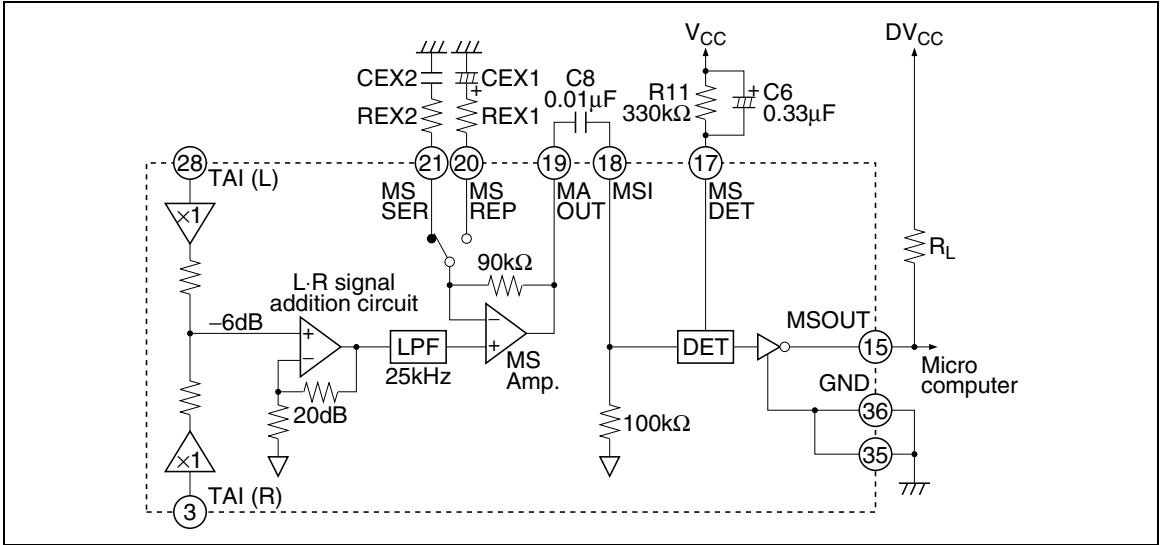 VCC
DVCC
CEX2
CEX1
+
REX2
REX1
C8
0.01µF
R11
330kΩ
+
C6
0.33µF
28
TAI (L)
21
MS
SER
20
MS
REP
19
MA
OUT
18
MSI
17
MS
DET
×1
90kΩ
RL
L·R signal
addition circuit
−6dB
+
−
20dB
LPF
25kHz
−
+
MS
Amp.
DET
MSOUT
15
Micro
computer
GND
36
35
100kΩ
×1
3
TAI (R)